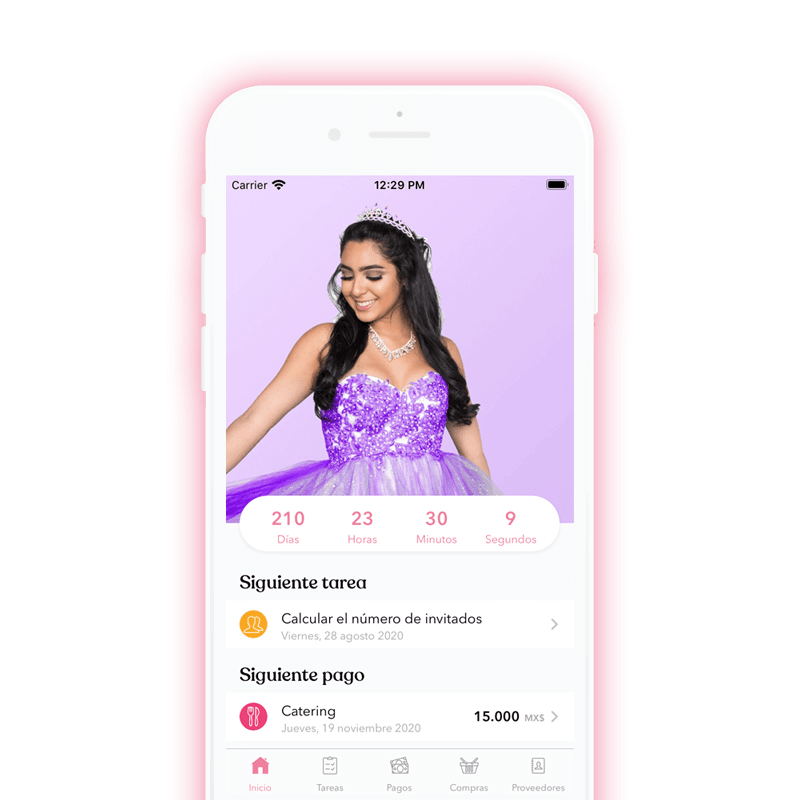 Carrier 12:29 PM
210 23 30 9
Días Horas Minutos Segundos
Siguiente tarea
Calcular el número de invitados
Viernes, 28 agosto 2020
Siguiente pago
Catering 15.000 MX$
Jueves, 19 noviembre 2020
Inicio Tareas Pagos Compras Proveedores